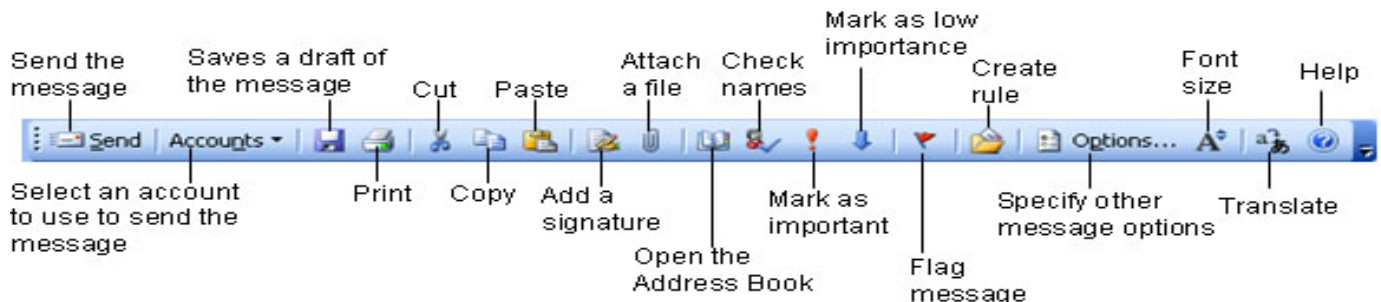 Mark as low
importance
Send the
message
Saves a draft of
the message
Cut
Paste
Attach
a file
Check
names
Create
rule
Font
size
Help
Send
Accounts
Options...
Select an account
to use to send the
message
Print
Copy
Add a
signature
Open the
Address Book
Mark as
important
Flag
message
Specify other
message options
Translate